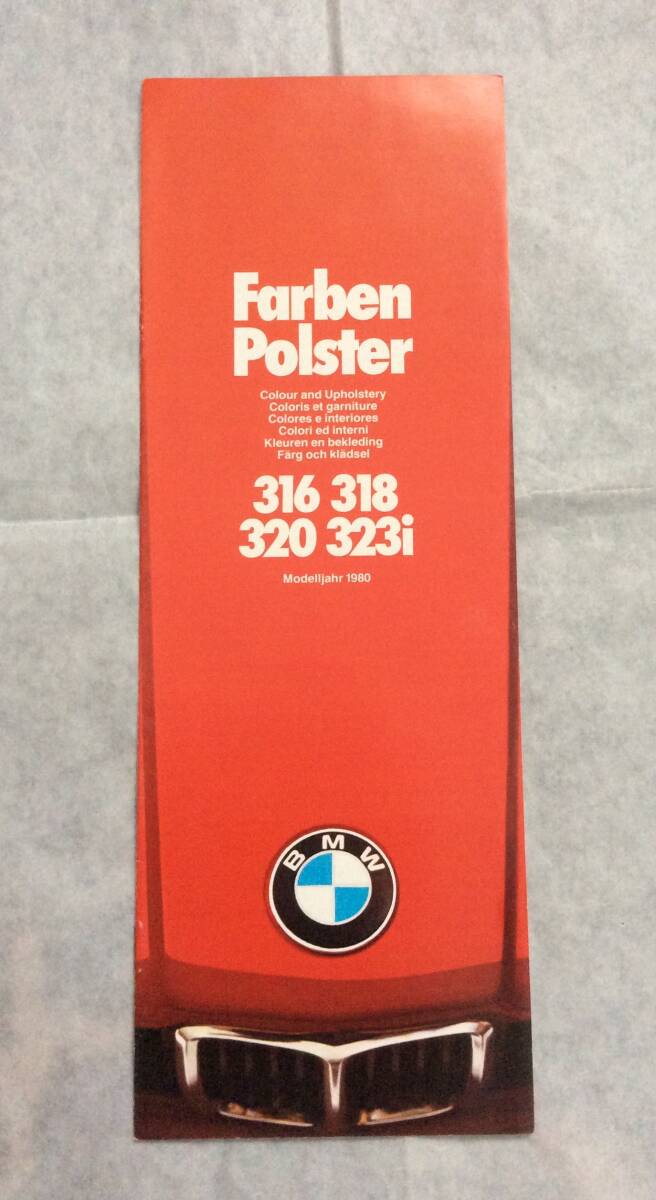 Farben
Polster
Colour and Upholstery
Coloris et garniture
Colores e interiores
Colori ed interni
Kleuren en bekleding
Färg och klädsel
316 318
320 323i
Modelljahr 1980
BMW